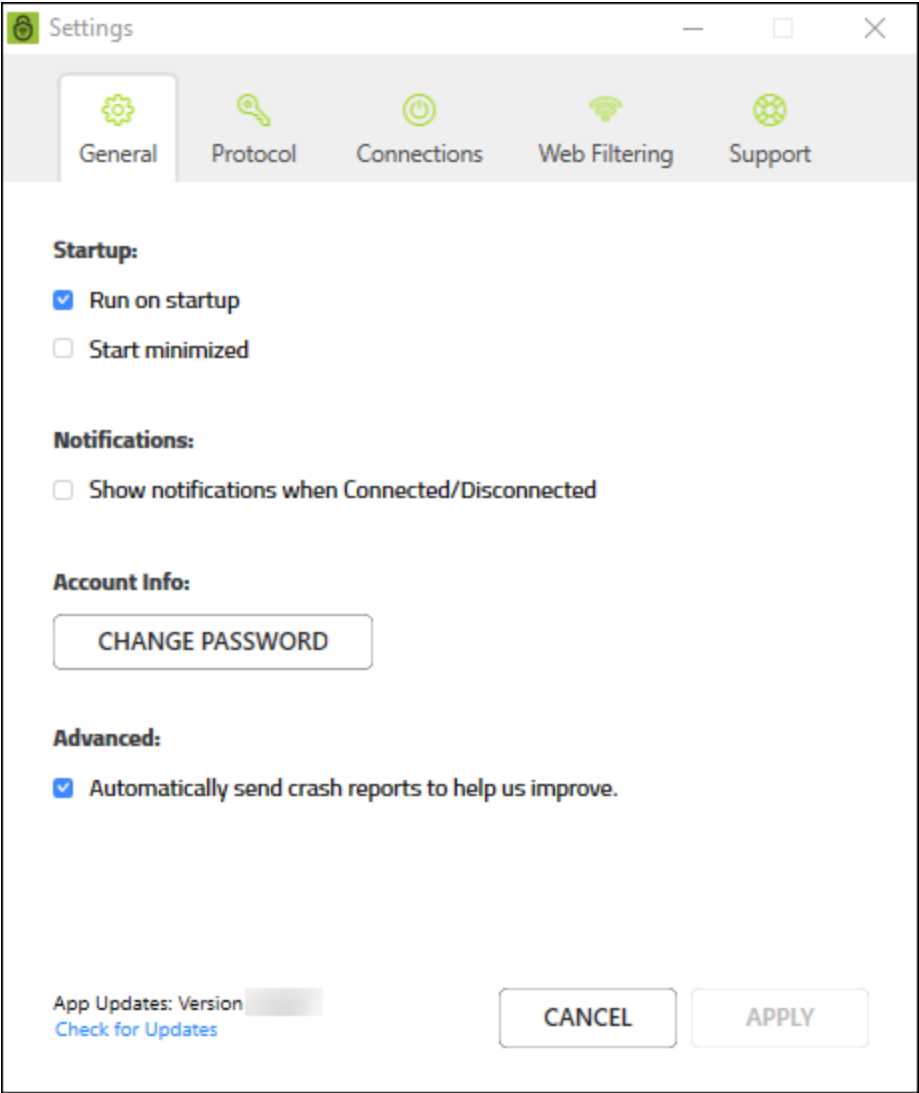 Settings
General
Protocol
Connections
Web Filtering
Support
Startup:
Run on startup
Start minimized
Notifications:
Show notifications when Connected/Disconnected
Account Info:
CHANGE PASSWORD
Advanced:
Automatically send crash reports to help us improve.
App Updates: Version
Check for Updates
CANCEL
APPLY